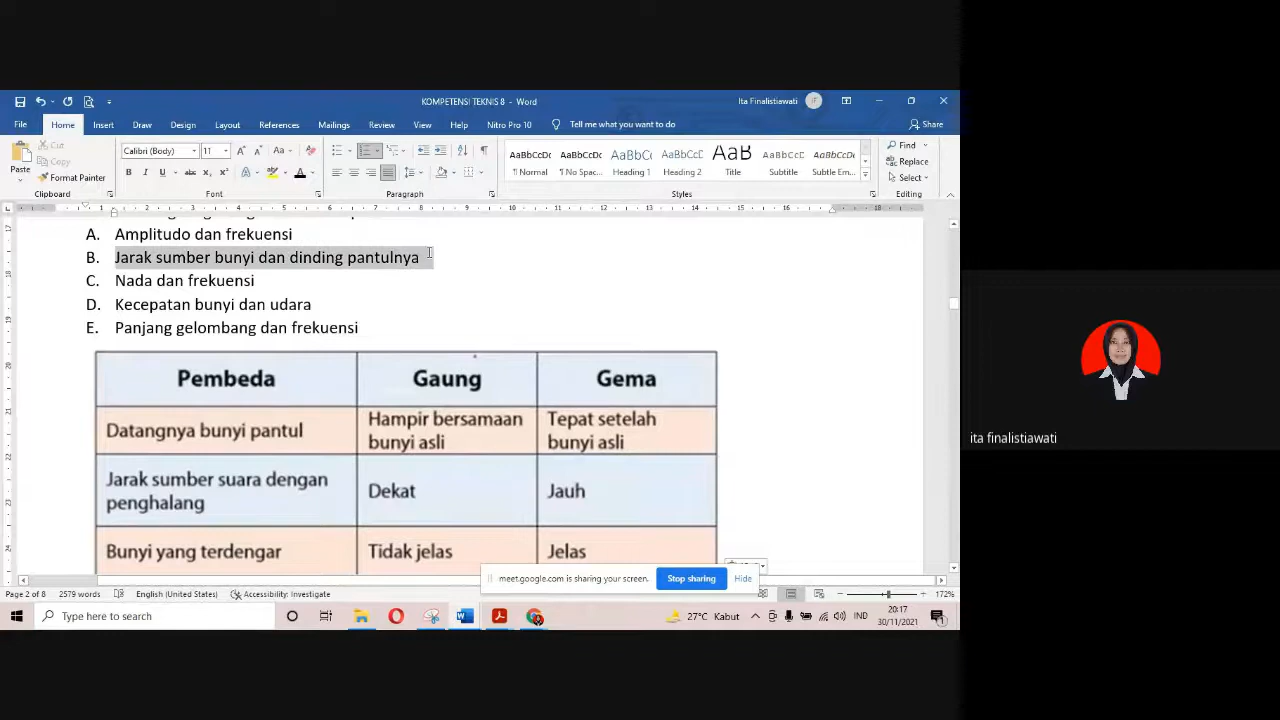 KOMPETENSI TEKNIS 8 - Word
Ita Finalistiawati
IF
File Home Insert Draw Design Layout References Mailings Review View Help Nitro Pro 10 Tell me what you want to do Share
Paste
Cut
Copy
Format Painter
Clipboard
Calibri (Body) 11
Font
Paragraph
AaBbCcDc AaBbCcDc AaBbC AaBbCcD AaB AaBbCcD AaBbCcDd
¶ Normal ¶ No Spac... Heading 1 Heading 2 Title Subtitle Subtle Em...
Styles
Find
Replace
Select
Editing
A. Amplitudo dan frekuensi
B. Jarak sumber bunyi dan dinding pantulnya
C. Nada dan frekuensi
D. Kecepatan bunyi dan udara
E. Panjang gelombang dan frekuensi
Pembeda Gaung Gema
Datangnya bunyi pantul Hampir bersamaan bunyi asli Tepat setelah bunyi asli
Jarak sumber suara dengan penghalang Dekat Jauh
Bunyi yang terdengar Tidak jelas Jelas
meet.google.com is sharing your screen. Stop sharing Hide
Page 2 of 8 2579 words English (United States) Accessibility: Investigate 172%
Type here to search 27°C Kabut IND 20:17
30/11/2021
ita finalistiawati